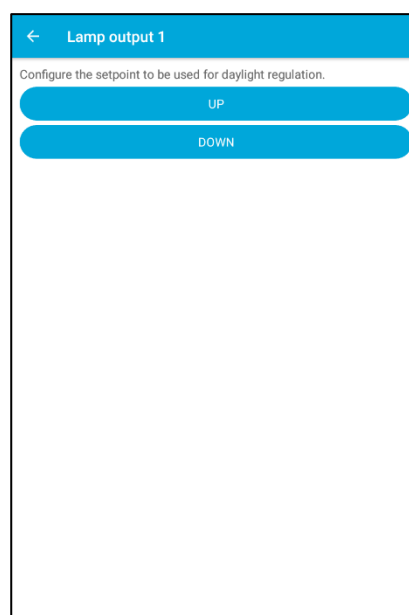 Lamp output 1
Configure the setpoint to be used for daylight regulation.
UP
DOWN